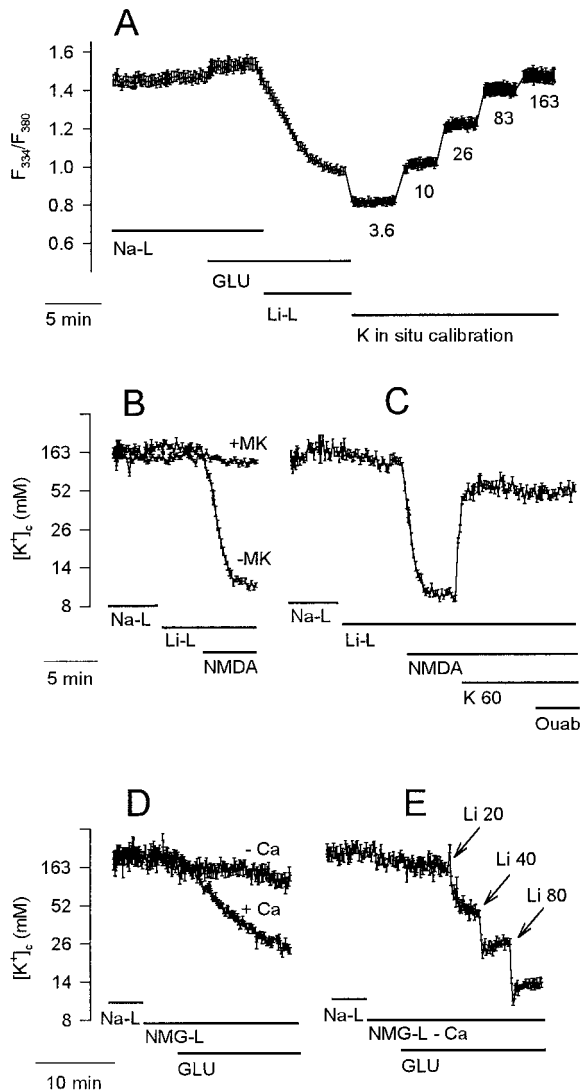 A
F334/F380
1.6
1.4
1.2
1.0
0.8
0.6
3.6
10
26
83
163
Na-L
GLU
Li-L
K in situ calibration
5 min
B
C
[K+]c (mM)
163
52
26
14
8
+MK
-MK
Na-L
Li-L
NMDA
5 min
Na-L
Li-L
NMDA
K 60
Ouab
D
E
[K+]c (mM)
163
52
26
14
8
- Ca
+ Ca
Li 20
Li 40
Li 80
Na-L
NMG-L
GLU
10 min
Na-L
NMG-L - Ca
GLU